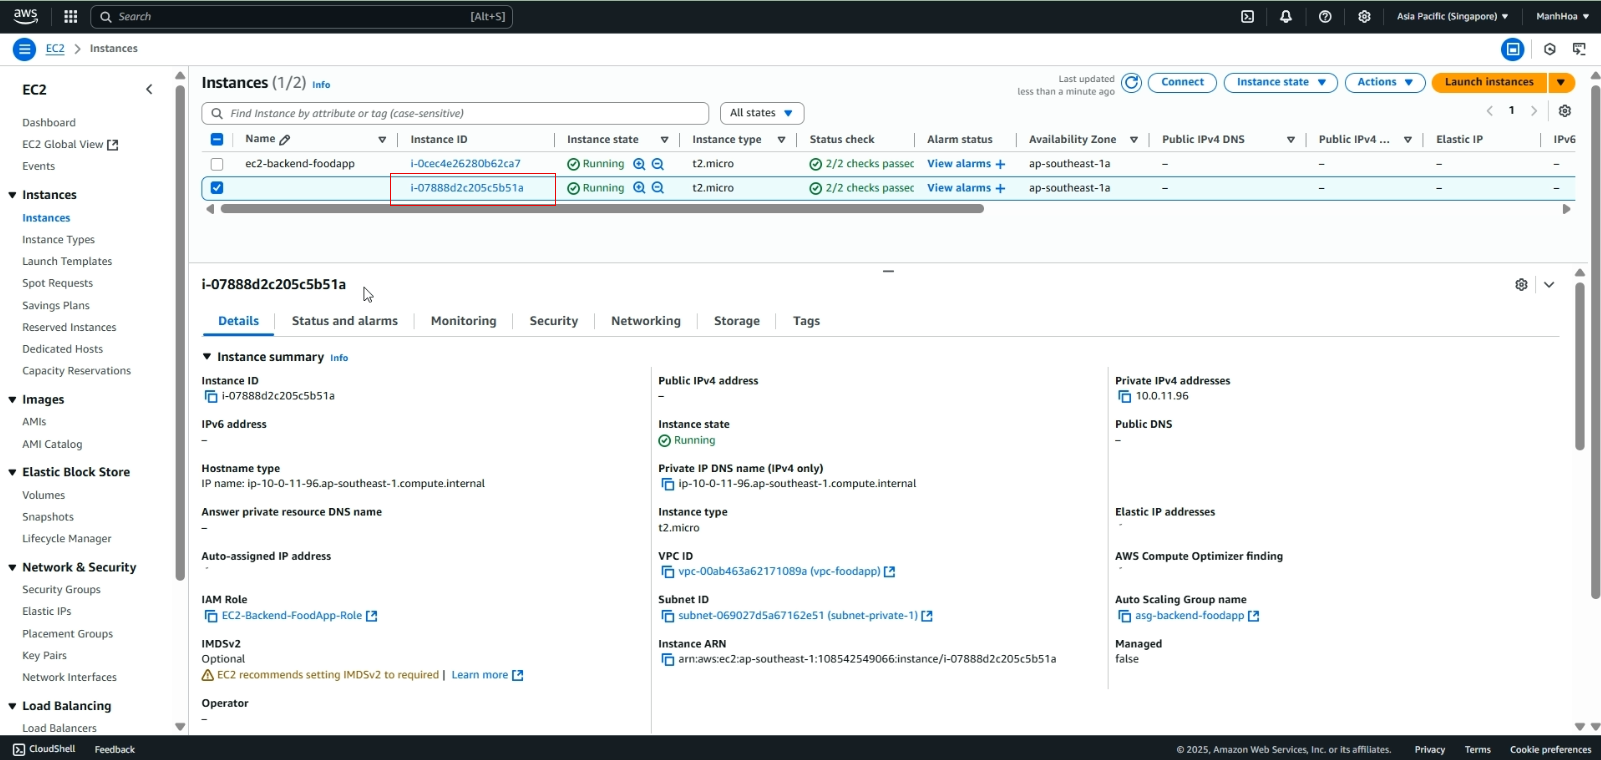 aws
Search [Alt+S]
Asia Pacific (Singapore)
ManhHoa
EC2 Instances
EC2
Dashboard
EC2 Global View
Events
Instances
Instances
Instance Types
Launch Templates
Spot Requests
Savings Plans
Reserved Instances
Dedicated Hosts
Capacity Reservations
Images
AMIs
AMI Catalog
Elastic Block Store
Volumes
Snapshots
Lifecycle Manager
Network & Security
Security Groups
Elastic IPs
Placement Groups
Key Pairs
Network Interfaces
Load Balancing
Load Balancers
Instances (1/2) Info
Last updated
less than a minute ago
Connect
Instance state
Actions
Launch instances
Find Instance by attribute or tag (case-sensitive)
All states
1
Name Instance ID Instance state Instance type Status check Alarm status Availability Zone Public IPv4 DNS Public IPv4 ... Elastic IP IPv6
ec2-backend-foodapp i-0cec4e26280b62ca7 Running t2.micro 2/2 checks passec View alarms + ap-southeast-1a – – – –
i-07888d2c205c5b51a Running t2.micro 2/2 checks passec View alarms + ap-southeast-1a – – – –
i-07888d2c205c5b51a
Details Status and alarms Monitoring Security Networking Storage Tags
Instance summary Info
Instance ID
i-07888d2c205c5b51a
Public IPv4 address
–
Private IPv4 addresses
10.0.11.96
IPv6 address
–
Instance state
Running
Public DNS
–
Hostname type
IP name: ip-10-0-11-96.ap-southeast-1.compute.internal
Private IP DNS name (IPv4 only)
ip-10-0-11-96.ap-southeast-1.compute.internal
Answer private resource DNS name
–
Instance type
t2.micro
Elastic IP addresses
–
Auto-assigned IP address
–
VPC ID
vpc-00ab463a62171089a (vpc-foodapp)
AWS Compute Optimizer finding
–
IAM Role
EC2-Backend-FoodApp-Role
Subnet ID
subnet-069027d5a67162e51 (subnet-private-1)
Auto Scaling Group name
asg-backend-foodapp
IMDSv2
Optional
EC2 recommends setting IMDSv2 to required | Learn more
Instance ARN
arn:aws:ec2:ap-southeast-1:108542549066:instance/i-07888d2c205c5b51a
Managed
false
Operator
–
CloudShell Feedback
© 2025, Amazon Web Services, Inc. or its affiliates. Privacy Terms Cookie preferences